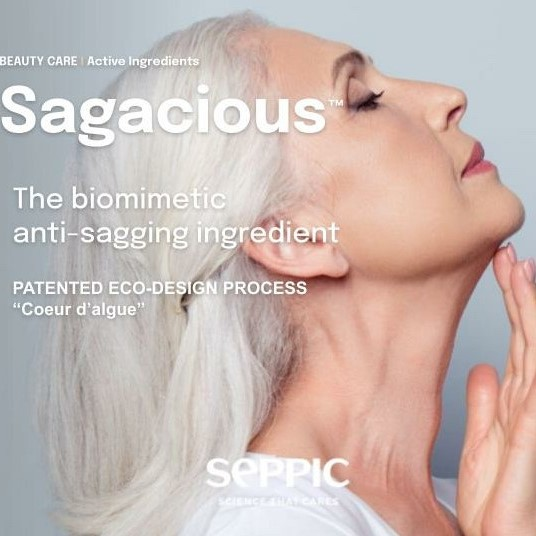 BEAUTY CARE | Active Ingredients
Sagacious™
The biomimetic
anti-sagging ingredient
PATENTED ECO-DESIGN PROCESS
“Coeur d’algue”
SEPPIC
SCIENCE THAT CARES